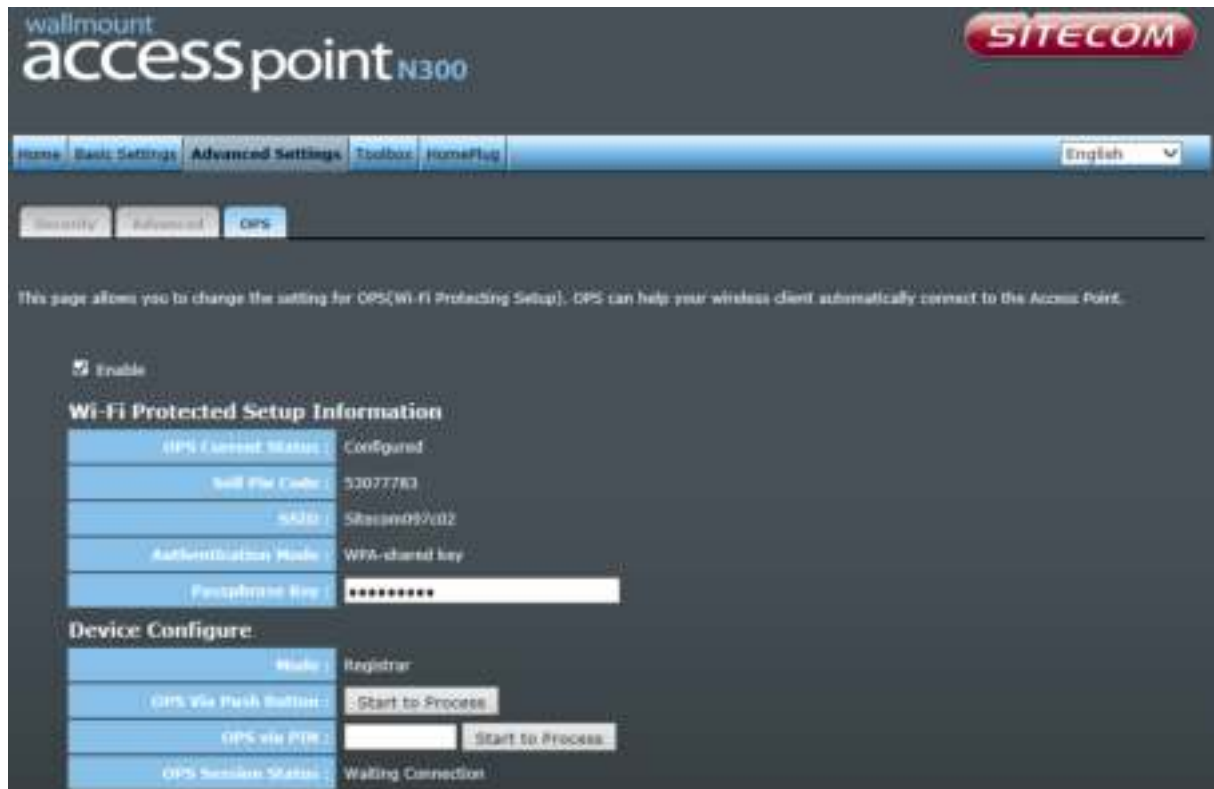 wallmount
accesspoint N300
SITECOM
Home Basic Settings Advanced Settings Toolbox HomePlug English
Security Advanced OPS
This page allows you to change the setting for OPS(Wi-Fi Protecting Setup). OPS can help your wireless client automatically connect to the Access Point.
Enable
Wi-Fi Protected Setup Information
OPS Current Status : Configured
Self Pin Code : 53077783
SSID : Sitecom097c02
Authentication Mode : WPA-shared key
Passphrase Key : •••••••••
Device Configure
Mode : Registrar
OPS Via Push Button : Start to Process
OPS via PIN : Start to Process
OPS Session Status : Waiting Connection